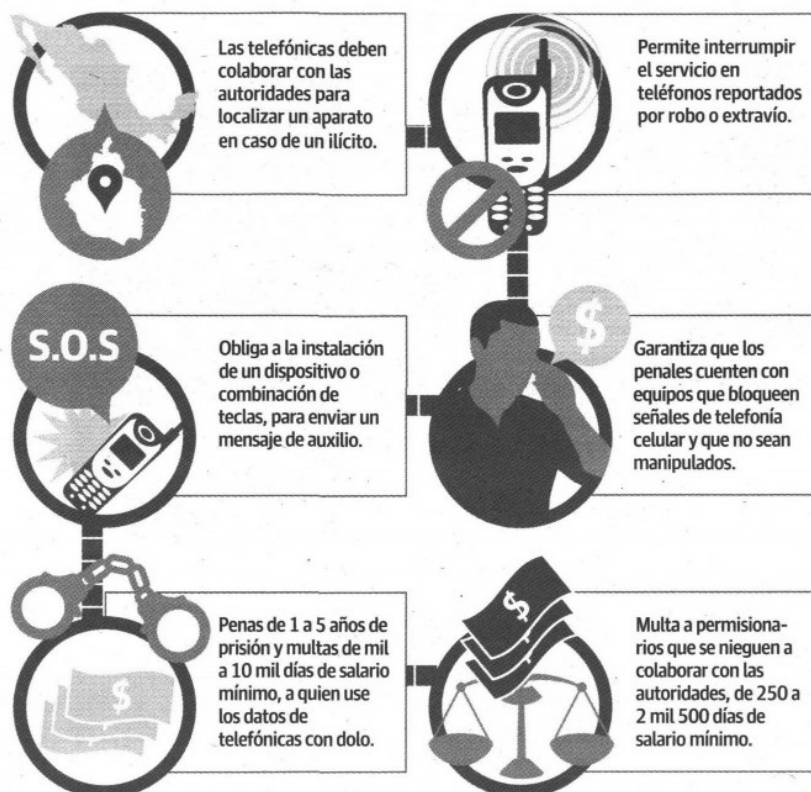 Las telefónicas deben
colaborar con las
autoridades para
localizar un aparato
en caso de un ilícito.
Permite interrumpir
el servicio en
teléfonos reportados
por robo o extravío.
$
Garantiza que los
penales cuenten con
equipos que bloqueen
señales de telefonía
celular y que no sean
manipulados.
S.O.S
Obliga a la instalación
de un dispositivo o
combinación de
teclas, para enviar un
mensaje de auxilio.
$
Penas de 1 a 5 años de
prisión y multas de mil
a 10 mil días de salario
mínimo, a quien use
los datos de
telefónicas con dolo.
$
Multa a permisiona-
rios que se nieguen a
colaborar con las
autoridades, de 250 a
2 mil 500 días de
salario mínimo.